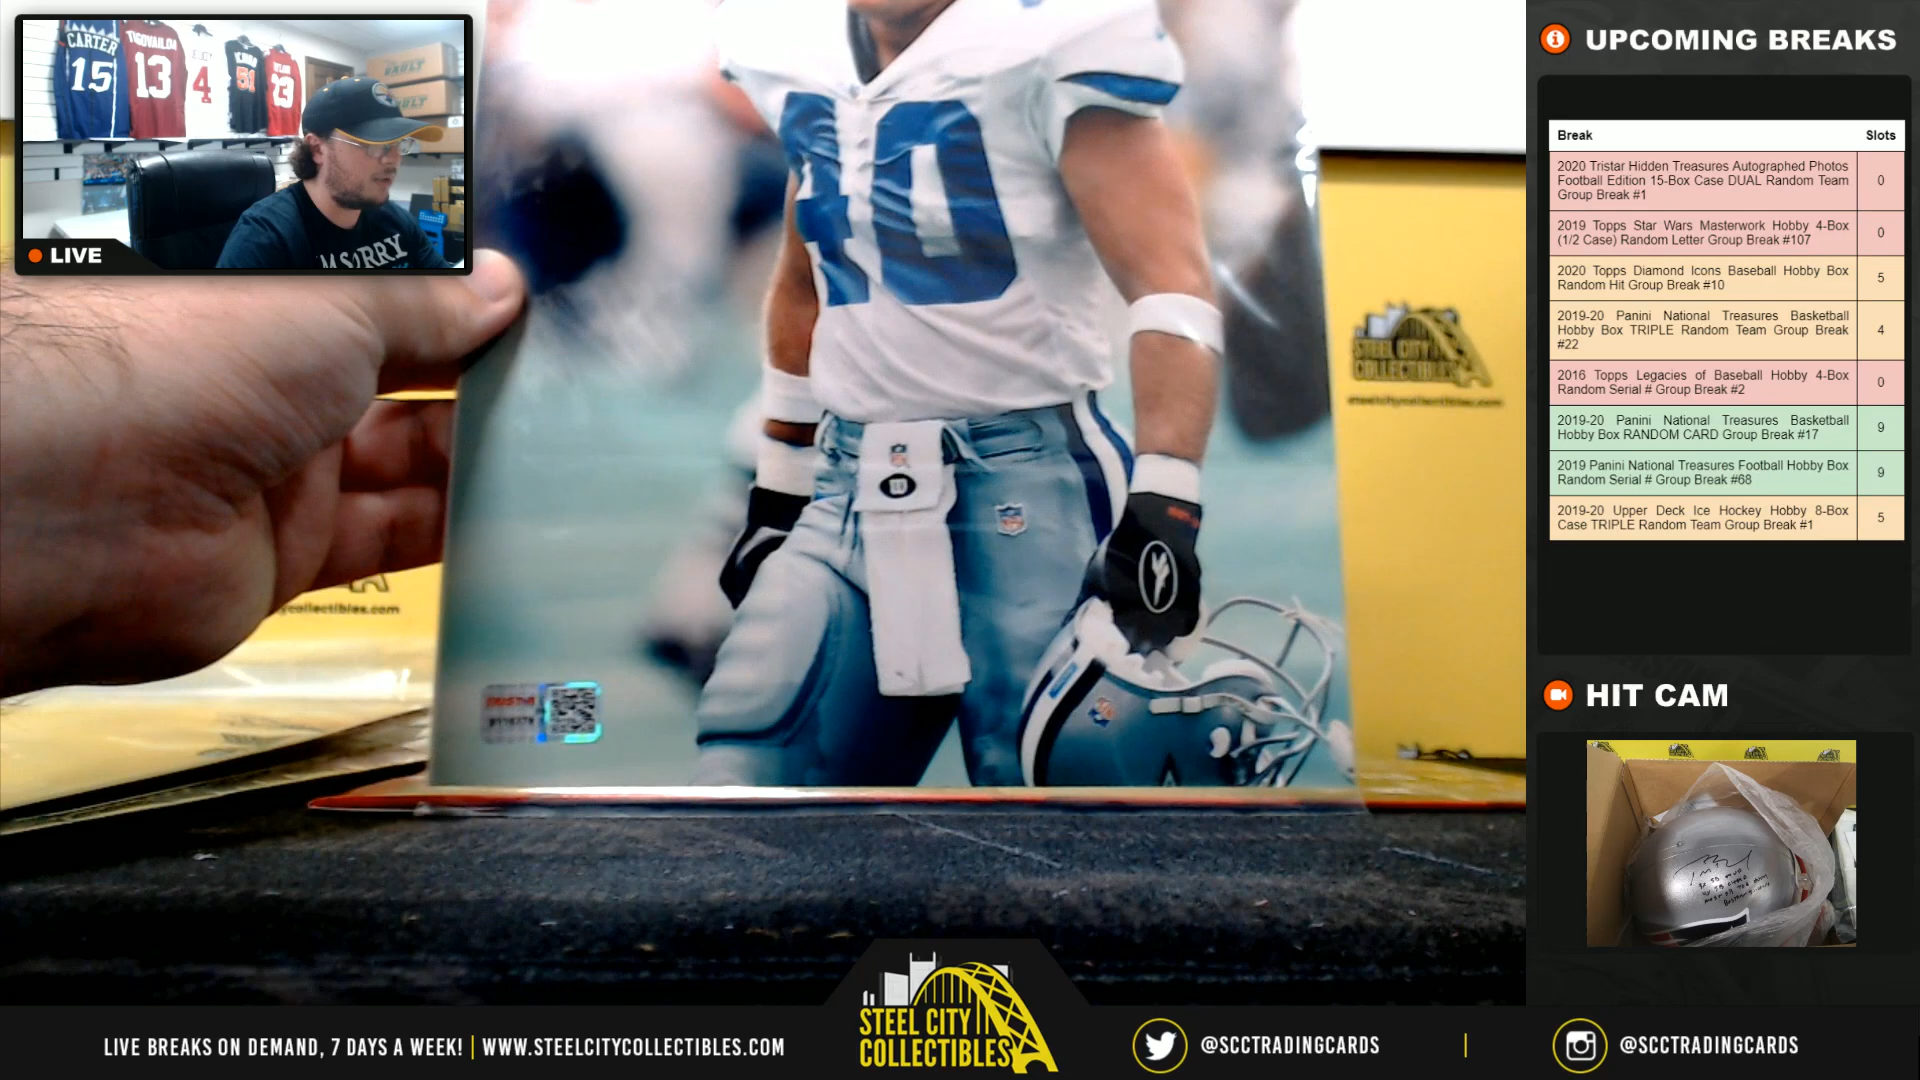 CARTER
15
13
4
51
23
LIVE
40
STEEL CITY
COLLECTIBLES
steelcitycollectibles.com
ycollectibles.com
UPCOMING BREAKS
Break Slots
2020 Tristar Hidden Treasures Autographed Photos
Football Edition 15-Box Case DUAL Random Team
Group Break #1
0
2019 Topps Star Wars Masterwork Hobby 4-Box
(1/2 Case) Random Letter Group Break #107
0
2020 Topps Diamond Icons Baseball Hobby Box
Random Hit Group Break #10
5
2019-20 Panini National Treasures Basketball
Hobby Box TRIPLE Random Team Group Break
#22
4
2016 Topps Legacies of Baseball Hobby 4-Box
Random Serial # Group Break #2
0
2019-20 Panini National Treasures Basketball
Hobby Box RANDOM CARD Group Break #17
9
2019 Panini National Treasures Football Hobby Box
Random Serial # Group Break #68
9
2019-20 Upper Deck Ice Hockey Hobby 8-Box
Case TRIPLE Random Team Group Break #1
5
HIT CAM
LIVE BREAKS ON DEMAND, 7 DAYS A WEEK! | WWW.STEELCITYCOLLECTIBLES.COM
STEEL CITY
COLLECTIBLES
@SCCTRADINGCARDS
@SCCTRADINGCARDS